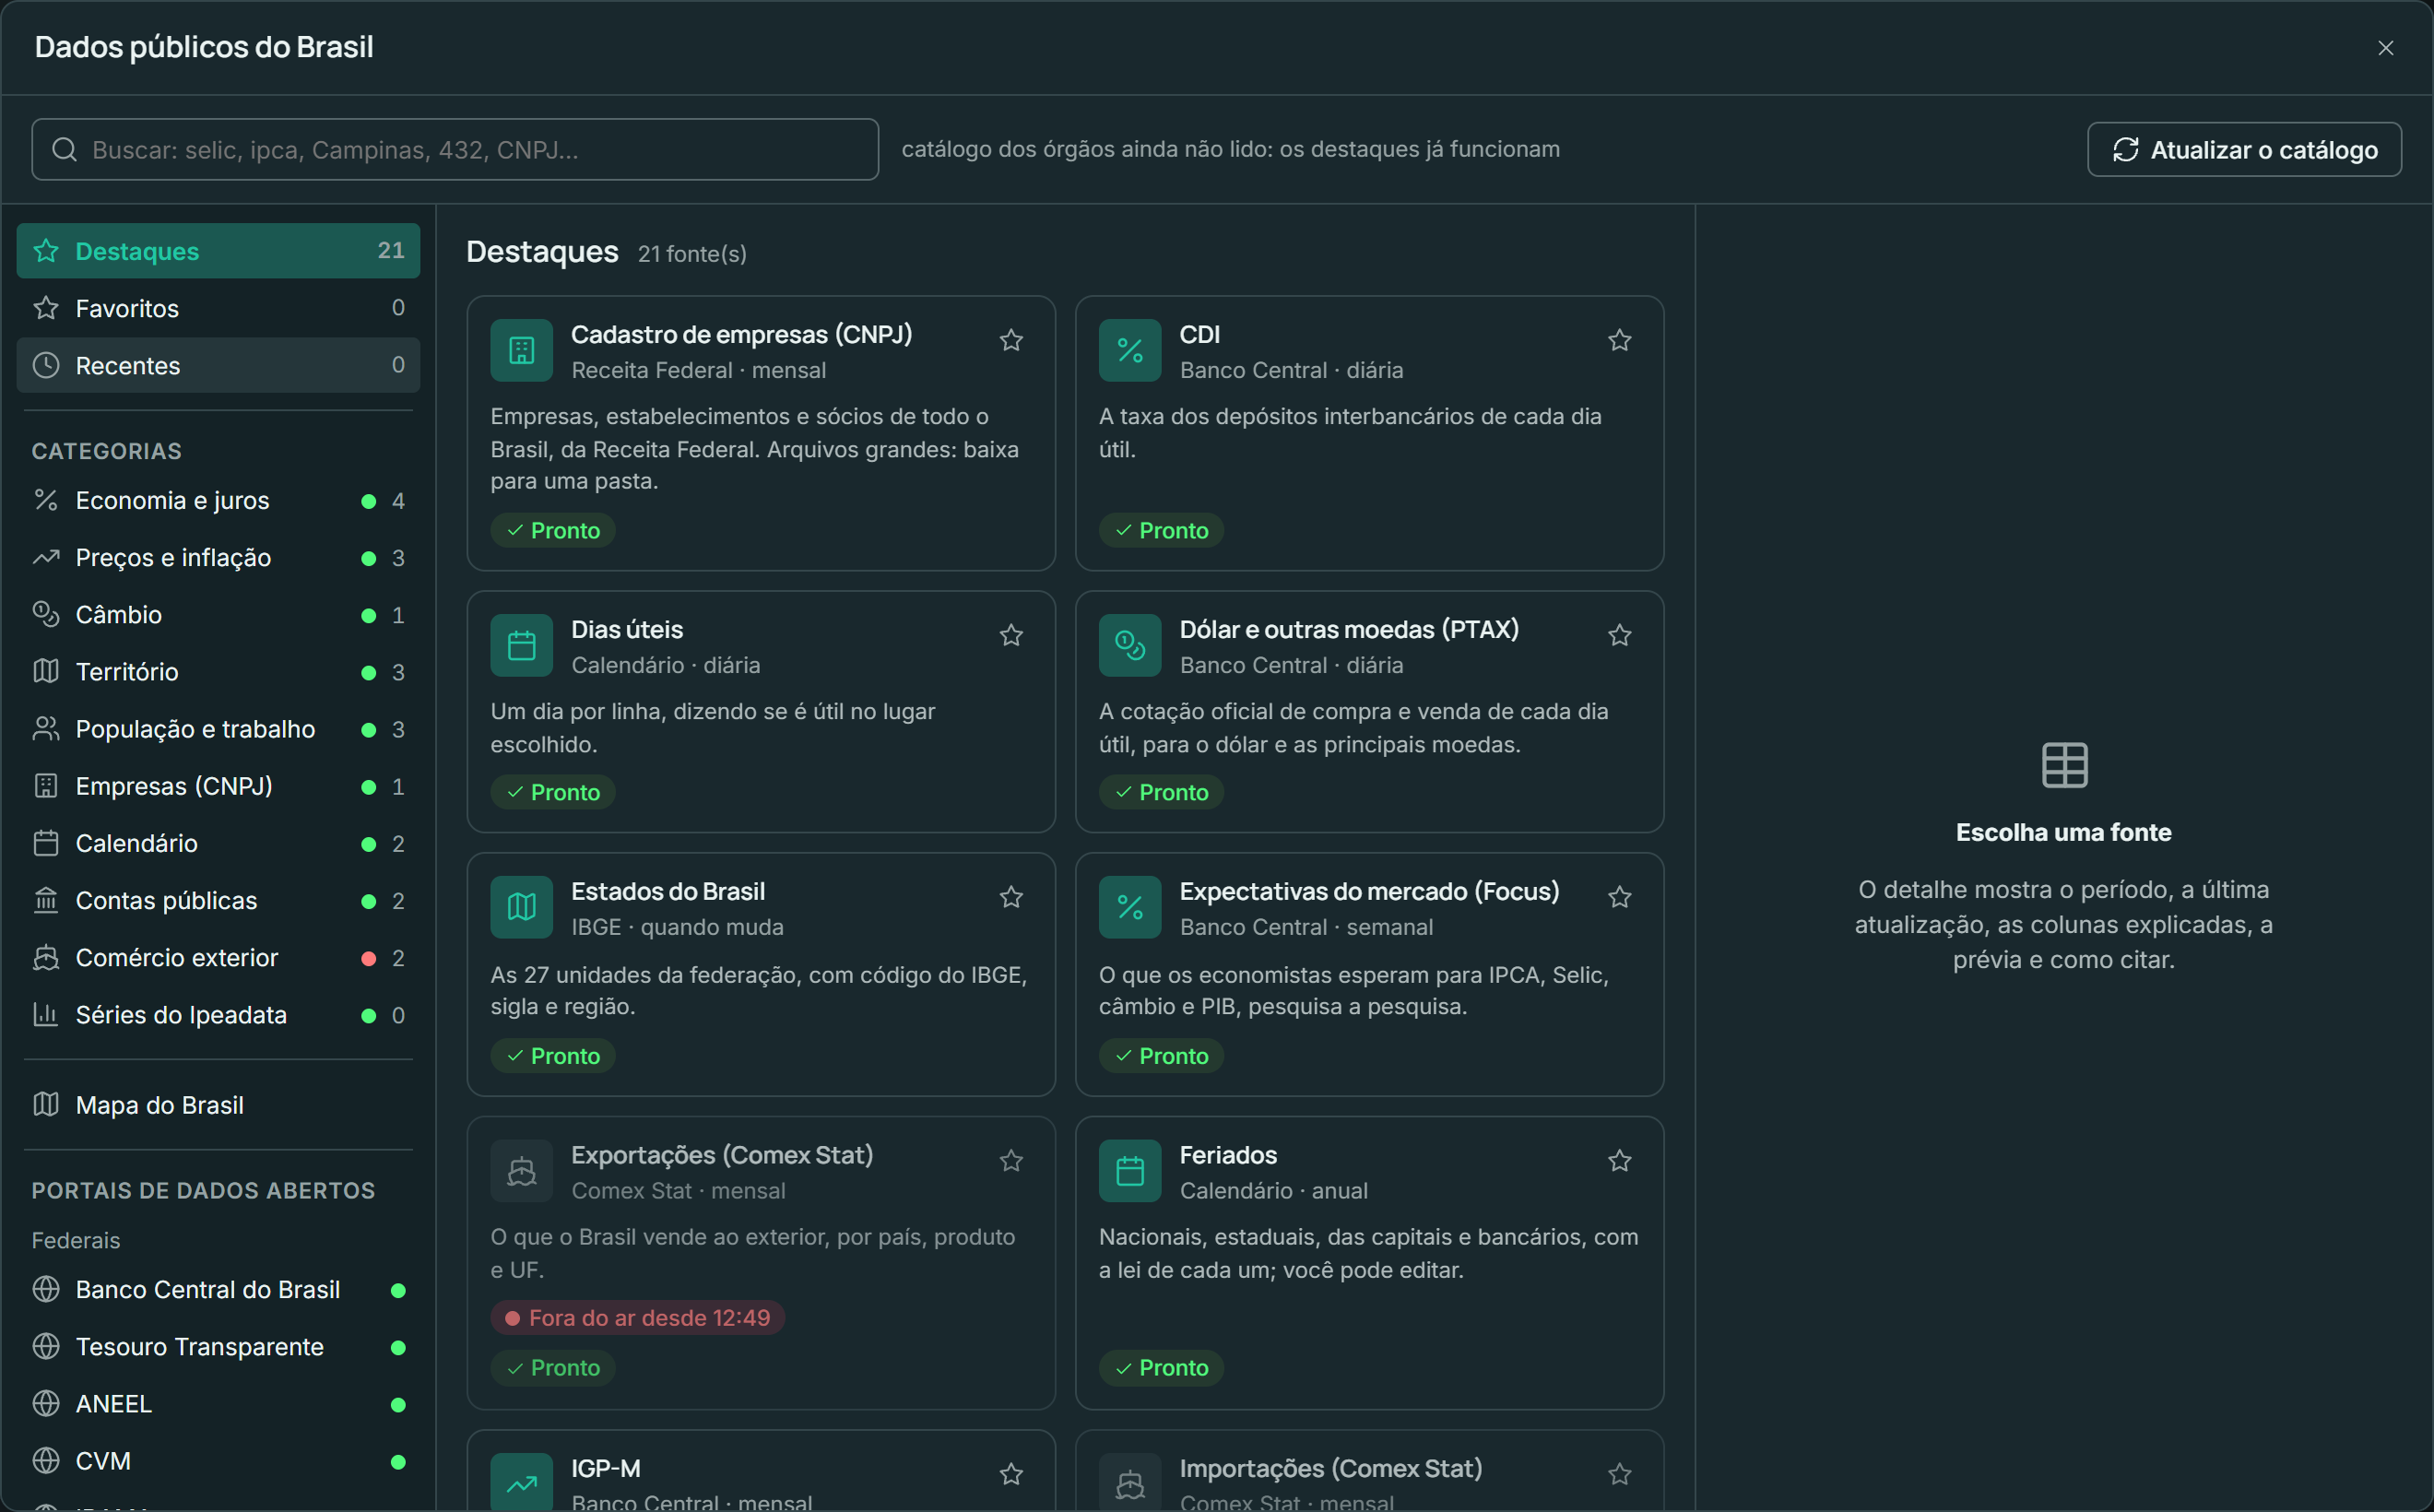 Dados públicos do Brasil
Buscar: selic, ipca, Campinas, 432, CNPJ...
catálogo dos órgãos ainda não lido: os destaques já funcionam
Atualizar o catálogo
Destaques 21
Favoritos 0
Recentes 0
CATEGORIAS
Economia e juros 4
Preços e inflação 3
Câmbio 1
Território 3
População e trabalho 3
Empresas (CNPJ) 1
Calendário 2
Contas públicas 2
Comércio exterior 2
Séries do Ipeadata 0
Mapa do Brasil
PORTAIS DE DADOS ABERTOS
Federais
Banco Central do Brasil
Tesouro Transparente
ANEEL
CVM
Destaques 21 fonte(s)
Cadastro de empresas (CNPJ)
Receita Federal · mensal
Empresas, estabelecimentos e sócios de todo o
Brasil, da Receita Federal. Arquivos grandes: baixa
para uma pasta.
Pronto
CDI
Banco Central · diária
A taxa dos depósitos interbancários de cada dia
útil.
Pronto
Dias úteis
Calendário · diária
Um dia por linha, dizendo se é útil no lugar
escolhido.
Pronto
Dólar e outras moedas (PTAX)
Banco Central · diária
A cotação oficial de compra e venda de cada dia
útil, para o dólar e as principais moedas.
Pronto
Estados do Brasil
IBGE · quando muda
As 27 unidades da federação, com código do IBGE,
sigla e região.
Pronto
Expectativas do mercado (Focus)
Banco Central · semanal
O que os economistas esperam para IPCA, Selic,
câmbio e PIB, pesquisa a pesquisa.
Pronto
Exportações (Comex Stat)
Comex Stat · mensal
O que o Brasil vende ao exterior, por país, produto
e UF.
Fora do ar desde 12:49
Pronto
Feriados
Calendário · anual
Nacionais, estaduais, das capitais e bancários, com
a lei de cada um; você pode editar.
Pronto
IGP-M
Banco Central · mensal
Importações (Comex Stat)
Comex Stat · mensal
Escolha uma fonte
O detalhe mostra o período, a última
atualização, as colunas explicadas, a
prévia e como citar.